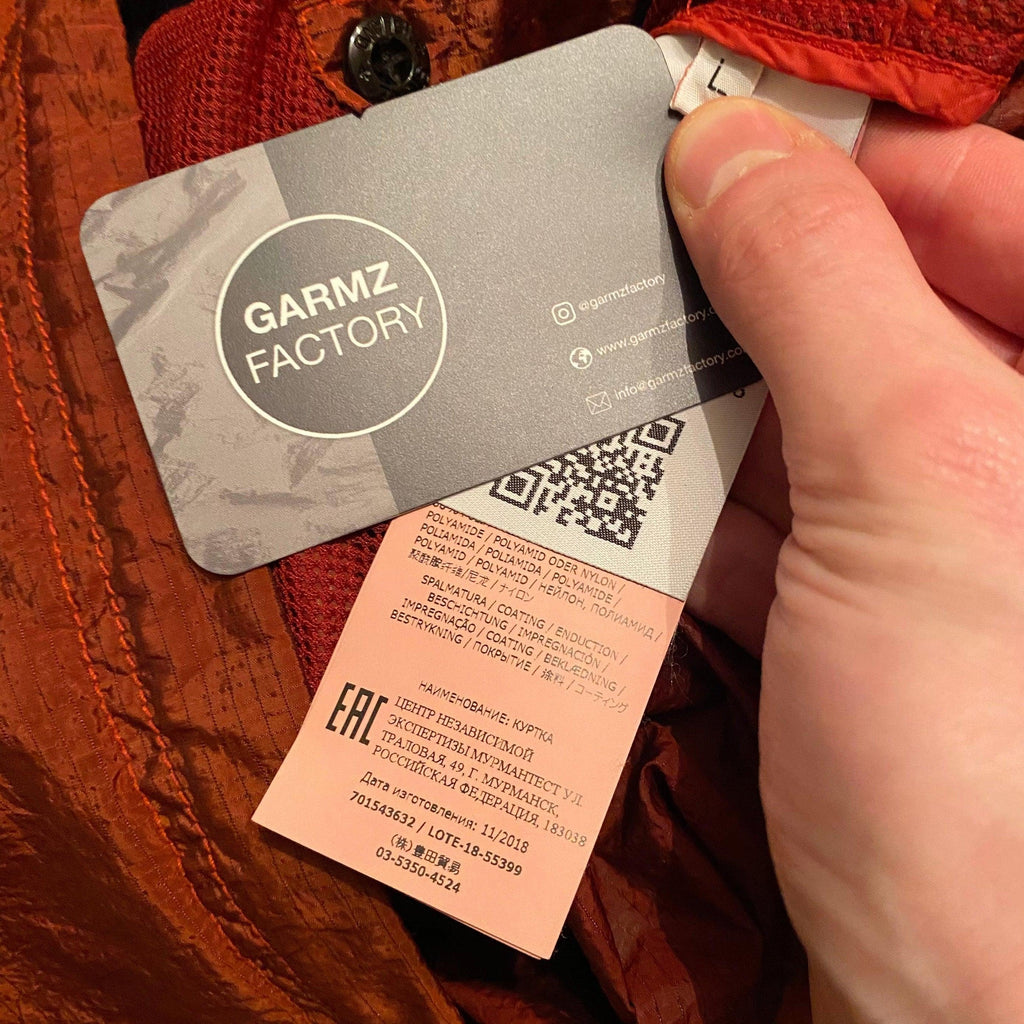 L
GARMZ
FACTORY
@garmzfactory
www.garmzfactory.
info@garmzfactory.co
POLYAMIDE / POLYAMID ODER NYLON /
POLIAMIDA / POLIAMIDA / POLYAMIDE /
POLYAMID / POLYAMID / НЕЙЛОН, ПОЛИАМИД /
聚酰胺纤维/尼龙 / ナイロン
SPALMATURA / COATING / ENDUCTION /
BESCHICHTUNG / IMPREGNACIÓN /
IMPREGNAÇÃO / COATING / BEKLÆDNING /
BESTRYKNING / ПОКРЫТИЕ / 涂料 / コーティング
НАИМЕНОВАНИЕ: КУРТКА
EAC
ЦЕНТР НЕЗАВИСИМОЙ
ЭКСПЕРТИЗЫ МУРМАНТЕСТ УЛ.
ТРАЛОВАЯ, 49, Г. МУРМАНСК,
РОССИЙСКАЯ ФЕДЕРАЦИЯ, 183038
Дата изготовления: 11/2018
701543632 / LOTE-18-55399
(株)豊田貿易
03-5350-4524